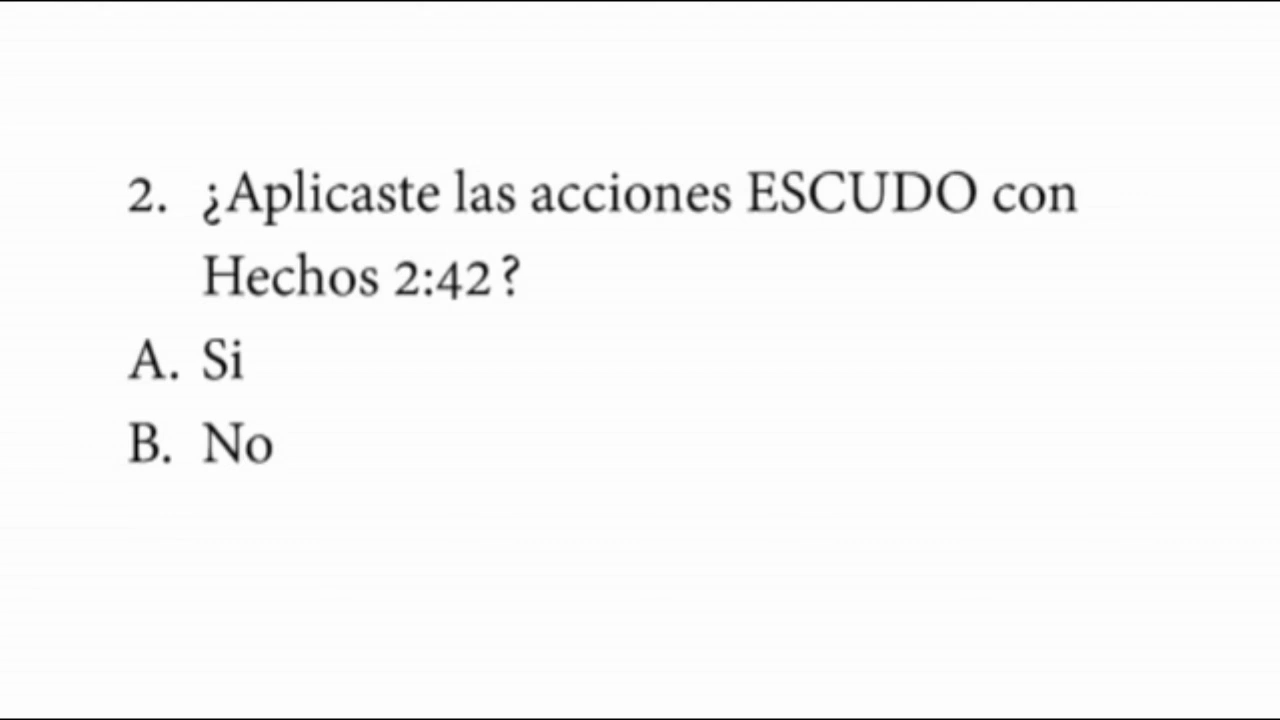 2. ¿Aplicaste las acciones ESCUDO con
Hechos 2:42?
A. Si
B. No